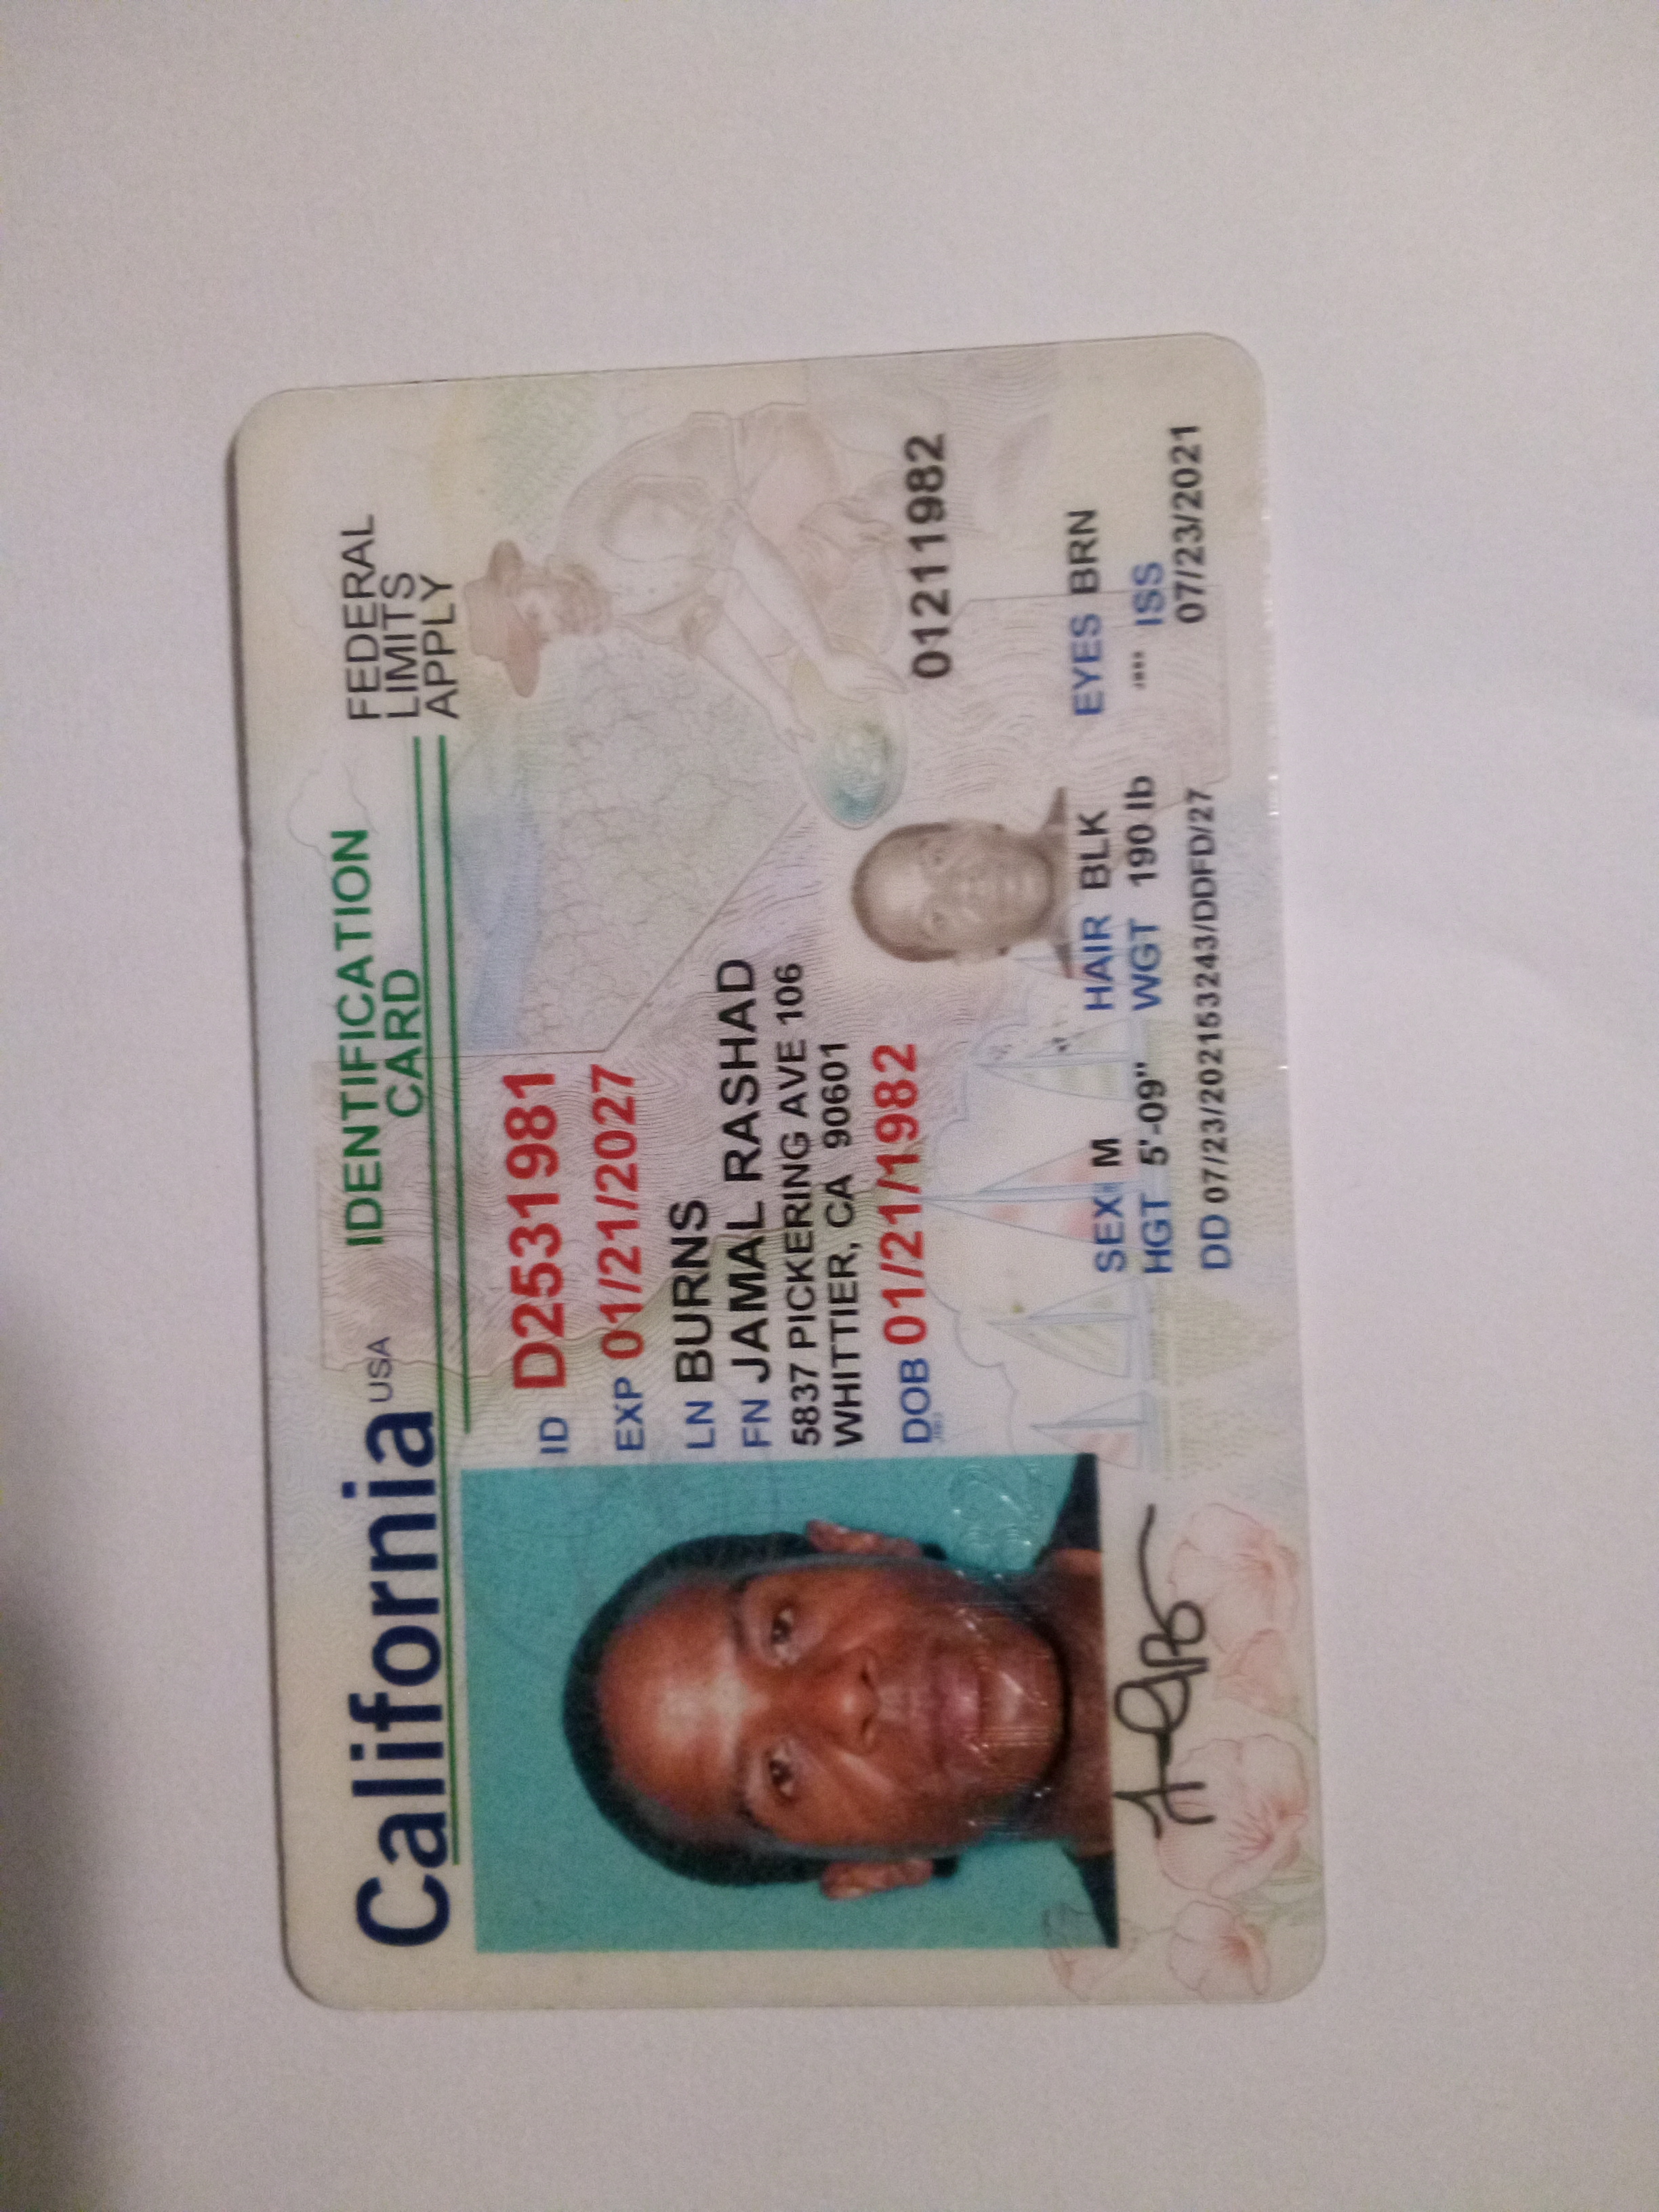 California USA IDENTIFICATION CARD
FEDERAL
LIMITS
APPLY
ID D2531981
EXP 01/21/2027
LN BURNS
FN JAMAL RASHAD
5837 PICKERING AVE 106
WHITTIER, CA 90601
DOB 01/21/1982
01211982
SEX M HAIR BLK EYES BRN
HGT 5'-09" WGT 190 lb ISS
07/23/2021
DD 07/23/202153243/DDFD/27